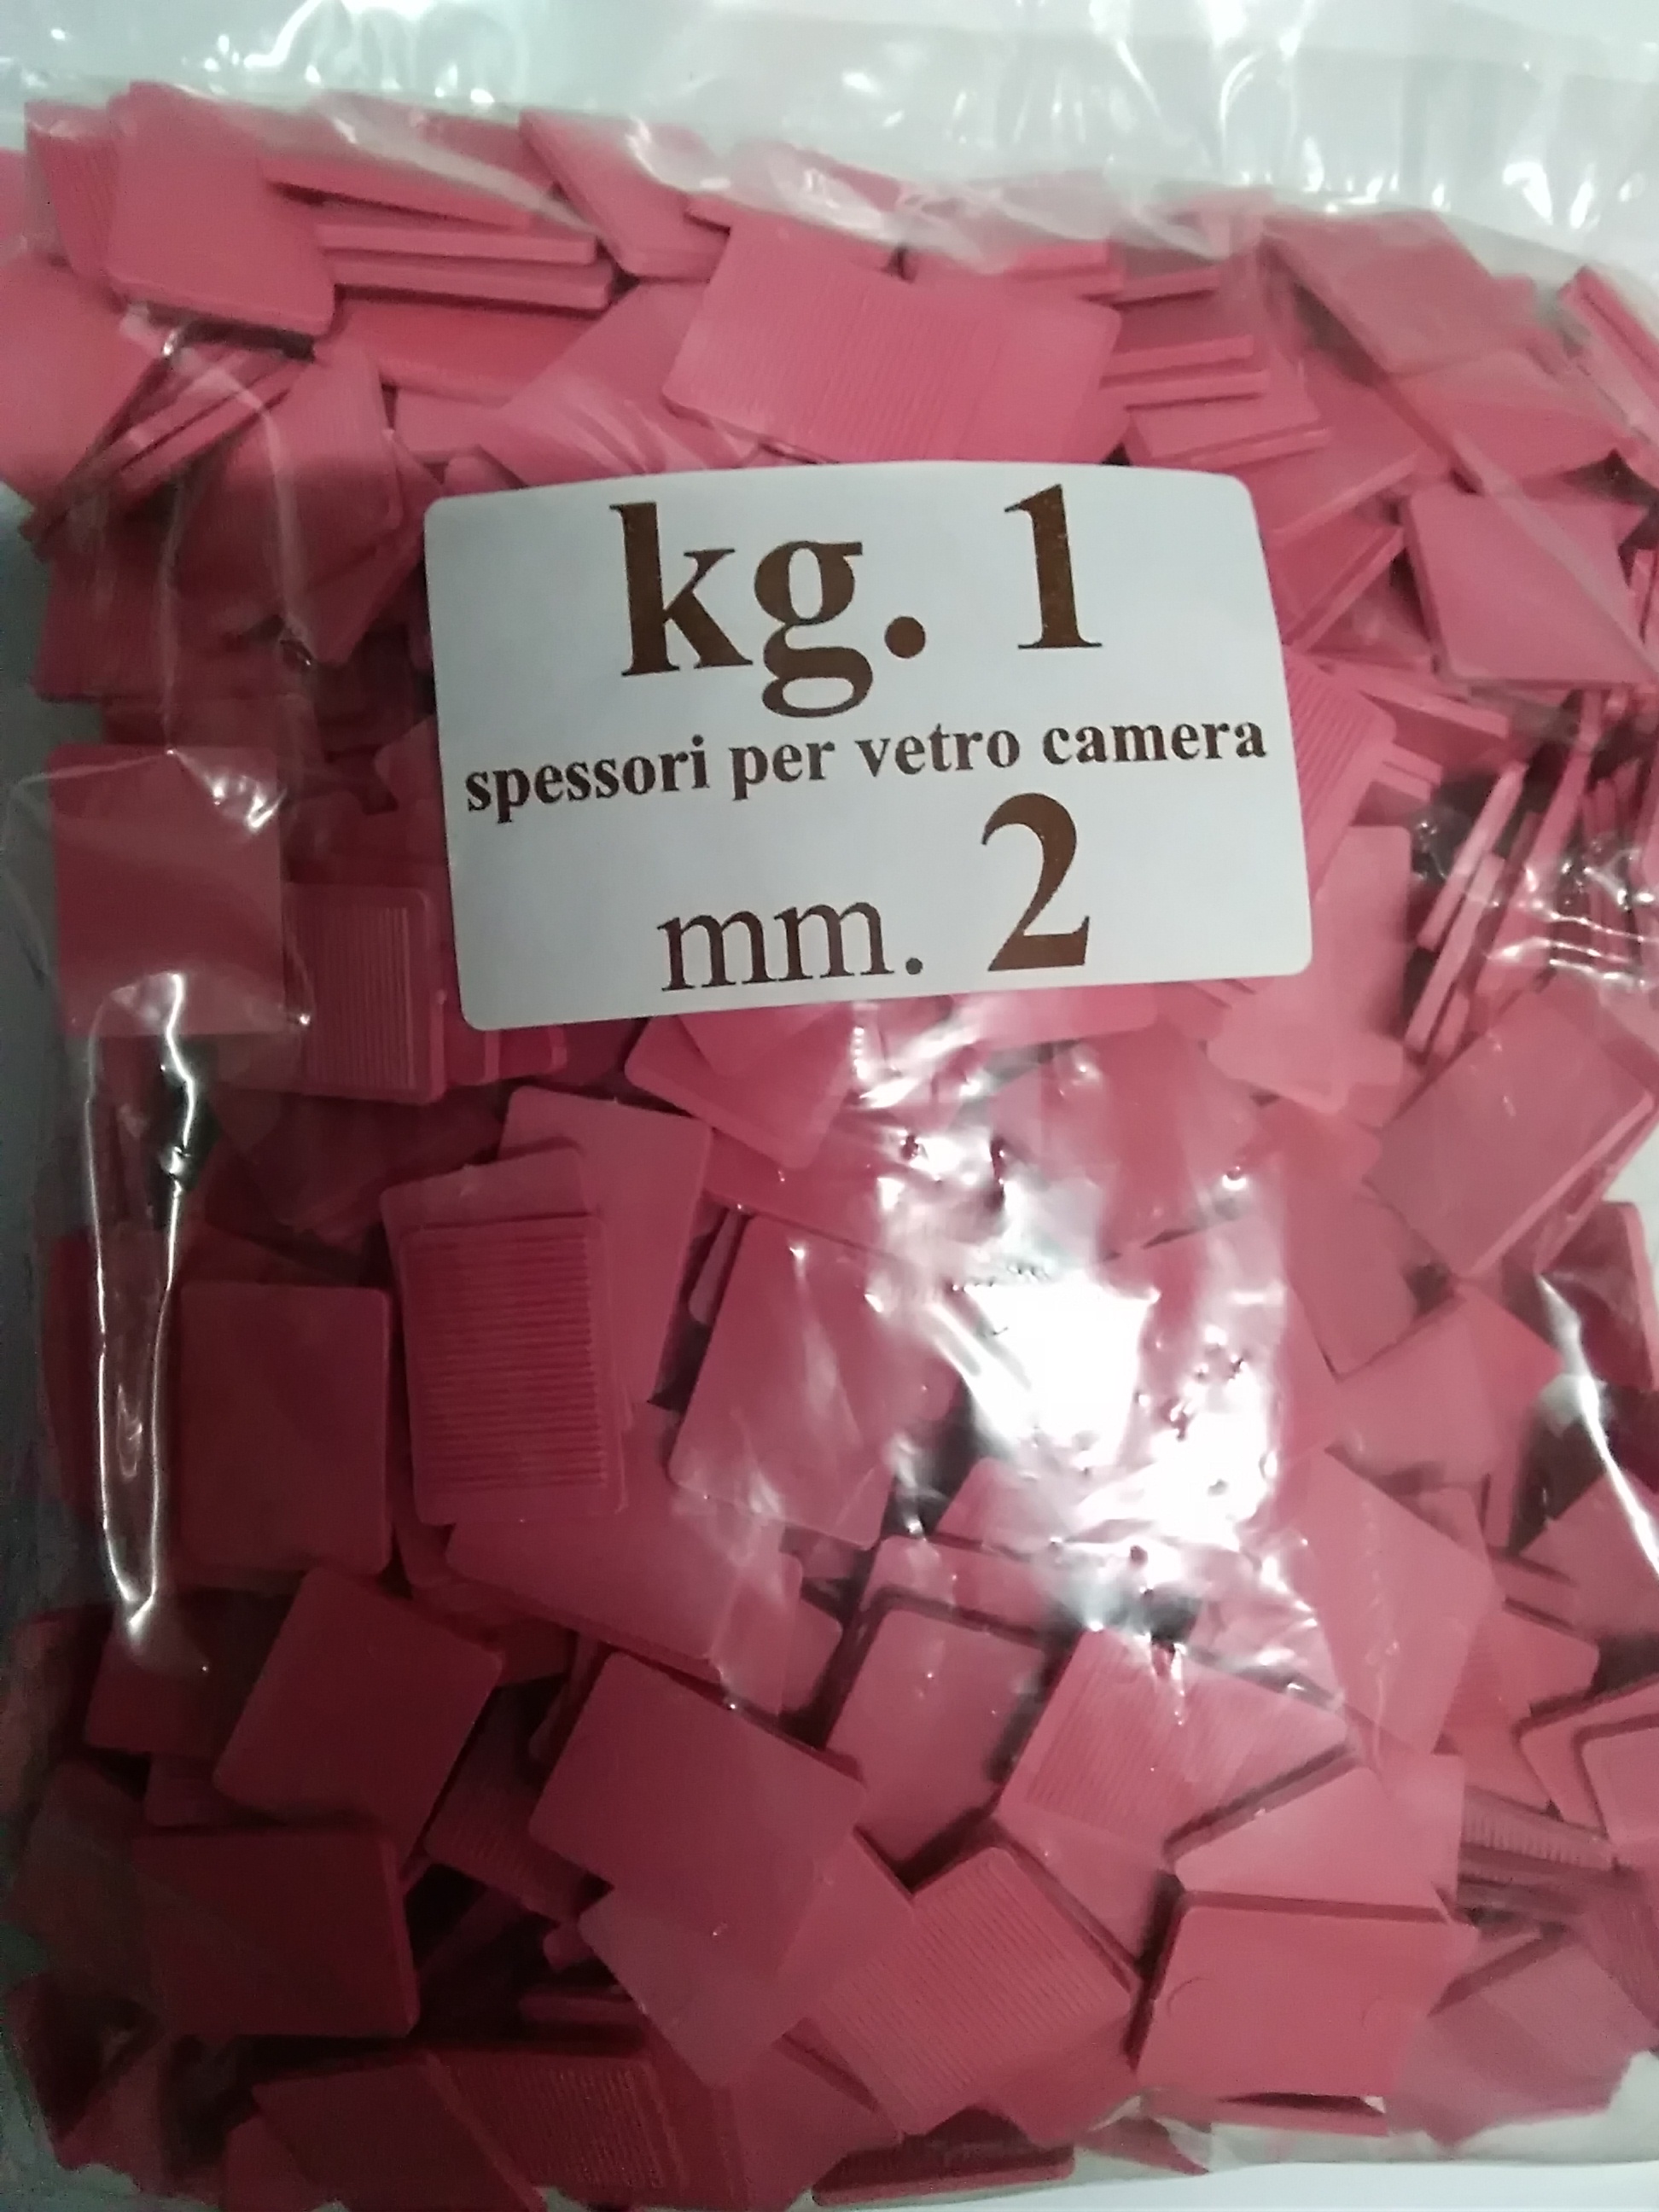 kg. 1
spessori per vetro camera
mm. 2